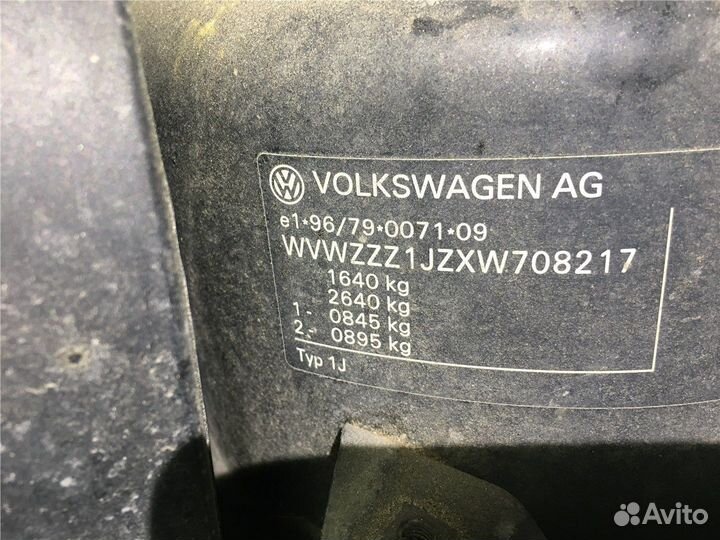 VOLKSWAGEN AG
e1*96/79*0071*09
WVWZZZ1JZXW708217
1640 kg
2640 kg
1.- 0845 kg
2.- 0895 kg
Typ 1J
Avito